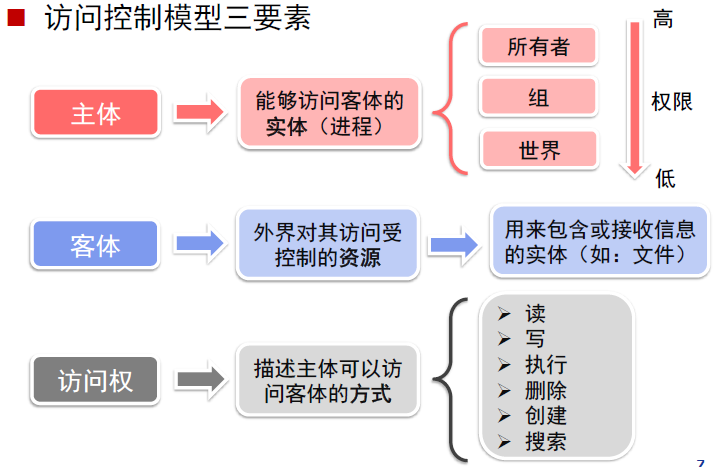 访问控制模型三要素
高
所有者
主体
能够访问客体的
实体（进程）
组
权限
世界
低
客体
外界对其访问受
控制的资源
用来包含或接收信息
的实体（如：文件）
访问权
描述主体可以访
问客体的方式
读
写
执行
删除
创建
搜索
7